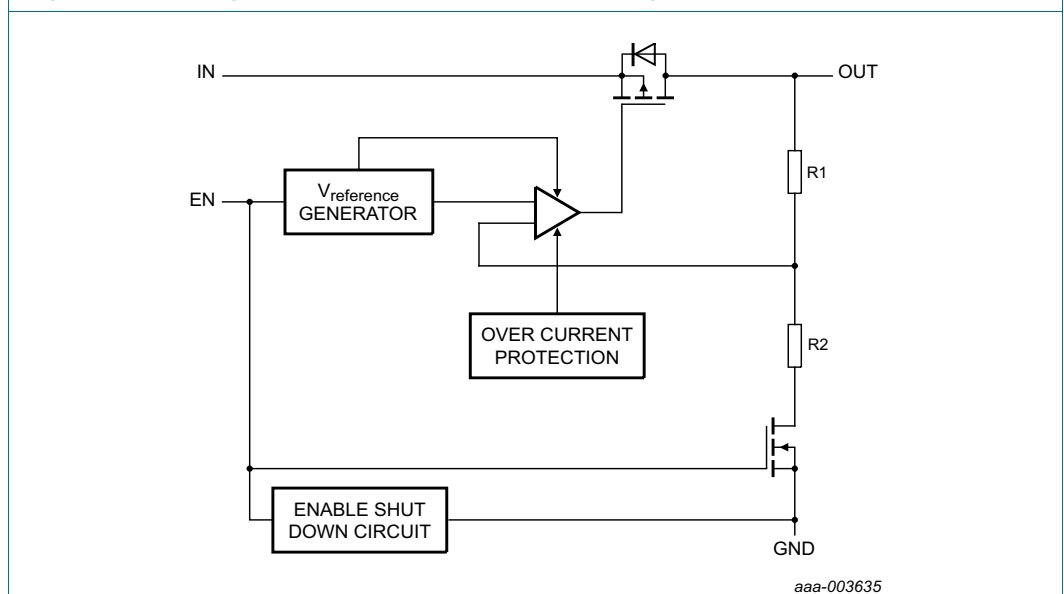 IN
OUT
R1
EN
Vreference
GENERATOR
OVER CURRENT
PROTECTION
R2
ENABLE SHUT
DOWN CIRCUIT
GND
aaa-003635